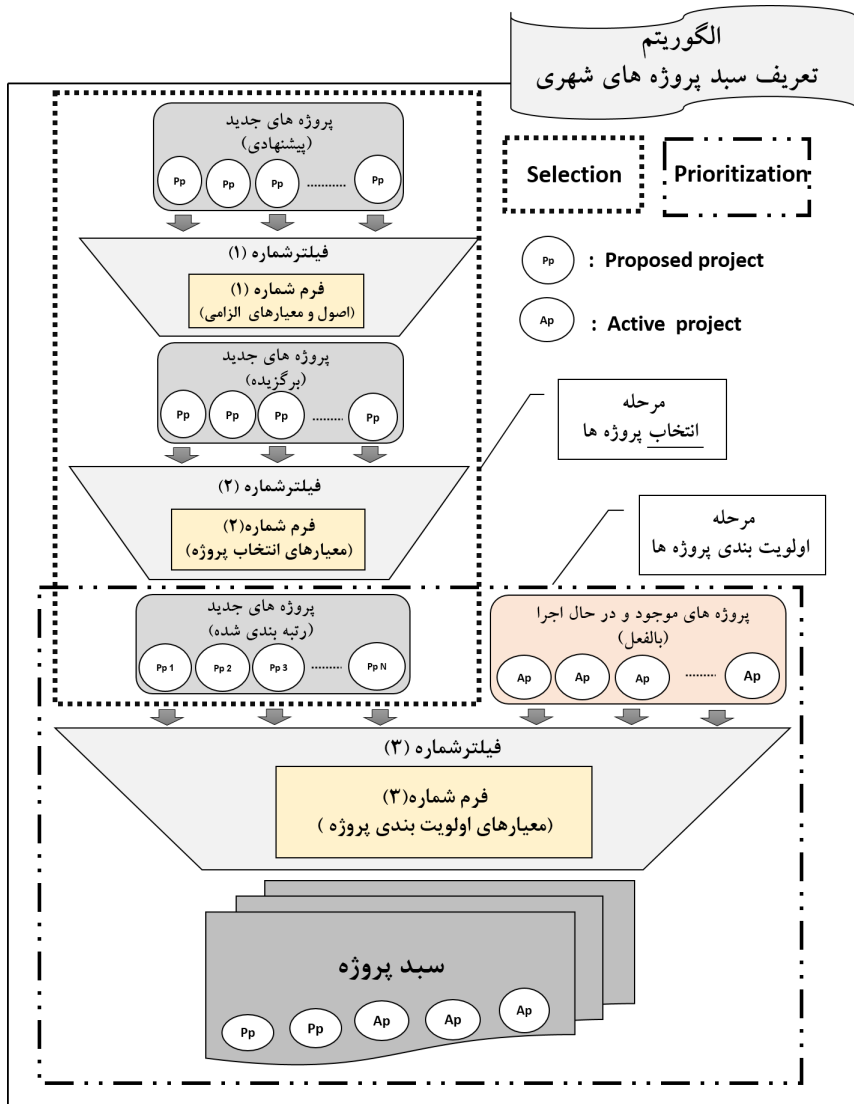 الگوریتم
تعریف سبد پروژه های شهری
Selection
Prioritization
Pp : Proposed project
Ap : Active project
پروژه های جدید
(پیشنهادی)
Pp Pp Pp .......... Pp
فیلترشماره (۱)
فرم شماره (۱)
(اصول و معیارهای الزامی)
پروژه های جدید
(برگزیده)
Pp Pp Pp ........ Pp
مرحله
انتخاب پروژه ها
فیلترشماره (۲)
فرم شماره(۲)
(معیارهای انتخاب پروژه)
مرحله
اولویت بندی پروژه ها
پروژه های جدید
(رتبه بندی شده)
Pp 1 Pp 2 Pp 3 ........ Pp N
پروژه های موجود و در حال اجرا
(بالفعل)
Ap Ap Ap ........ Ap
فیلترشماره (۳)
فرم شماره(۳)
(معیارهای اولویت بندی پروژه )
سبد پروژه
Pp Pp Ap Ap Ap